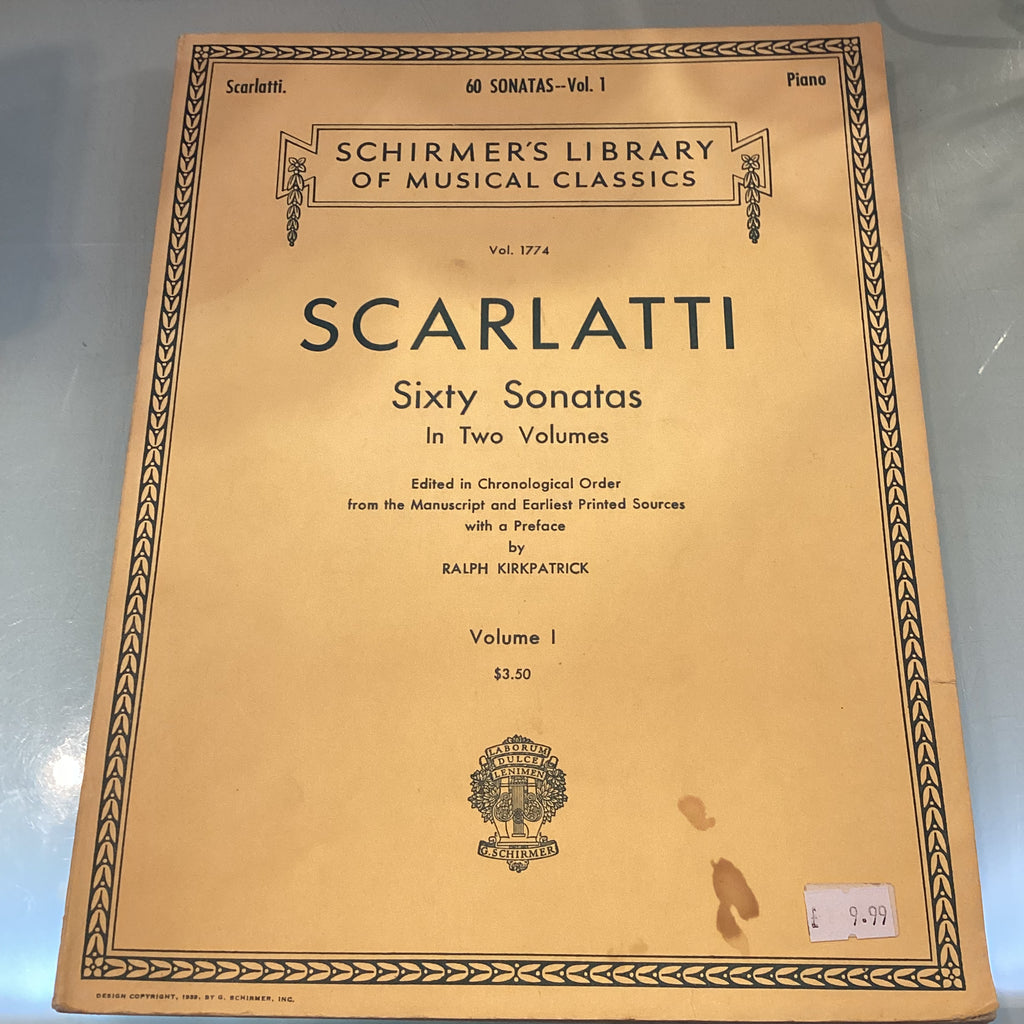 Scarlatti. 60 SONATAS--Vol. 1 Piano
SCHIRMER'S LIBRARY
OF MUSICAL CLASSICS
Vol. 1774
SCARLATTI
Sixty Sonatas
In Two Volumes
Edited in Chronological Order
from the Manuscript and Earliest Printed Sources
with a Preface
by
RALPH KIRKPATRICK
Volume I
$3.50
LABORUM
DULCE
LENIMEN
G. SCHIRMER
£ 9.99
DESIGN COPYRIGHT, 1939, BY G. SCHIRMER, INC.